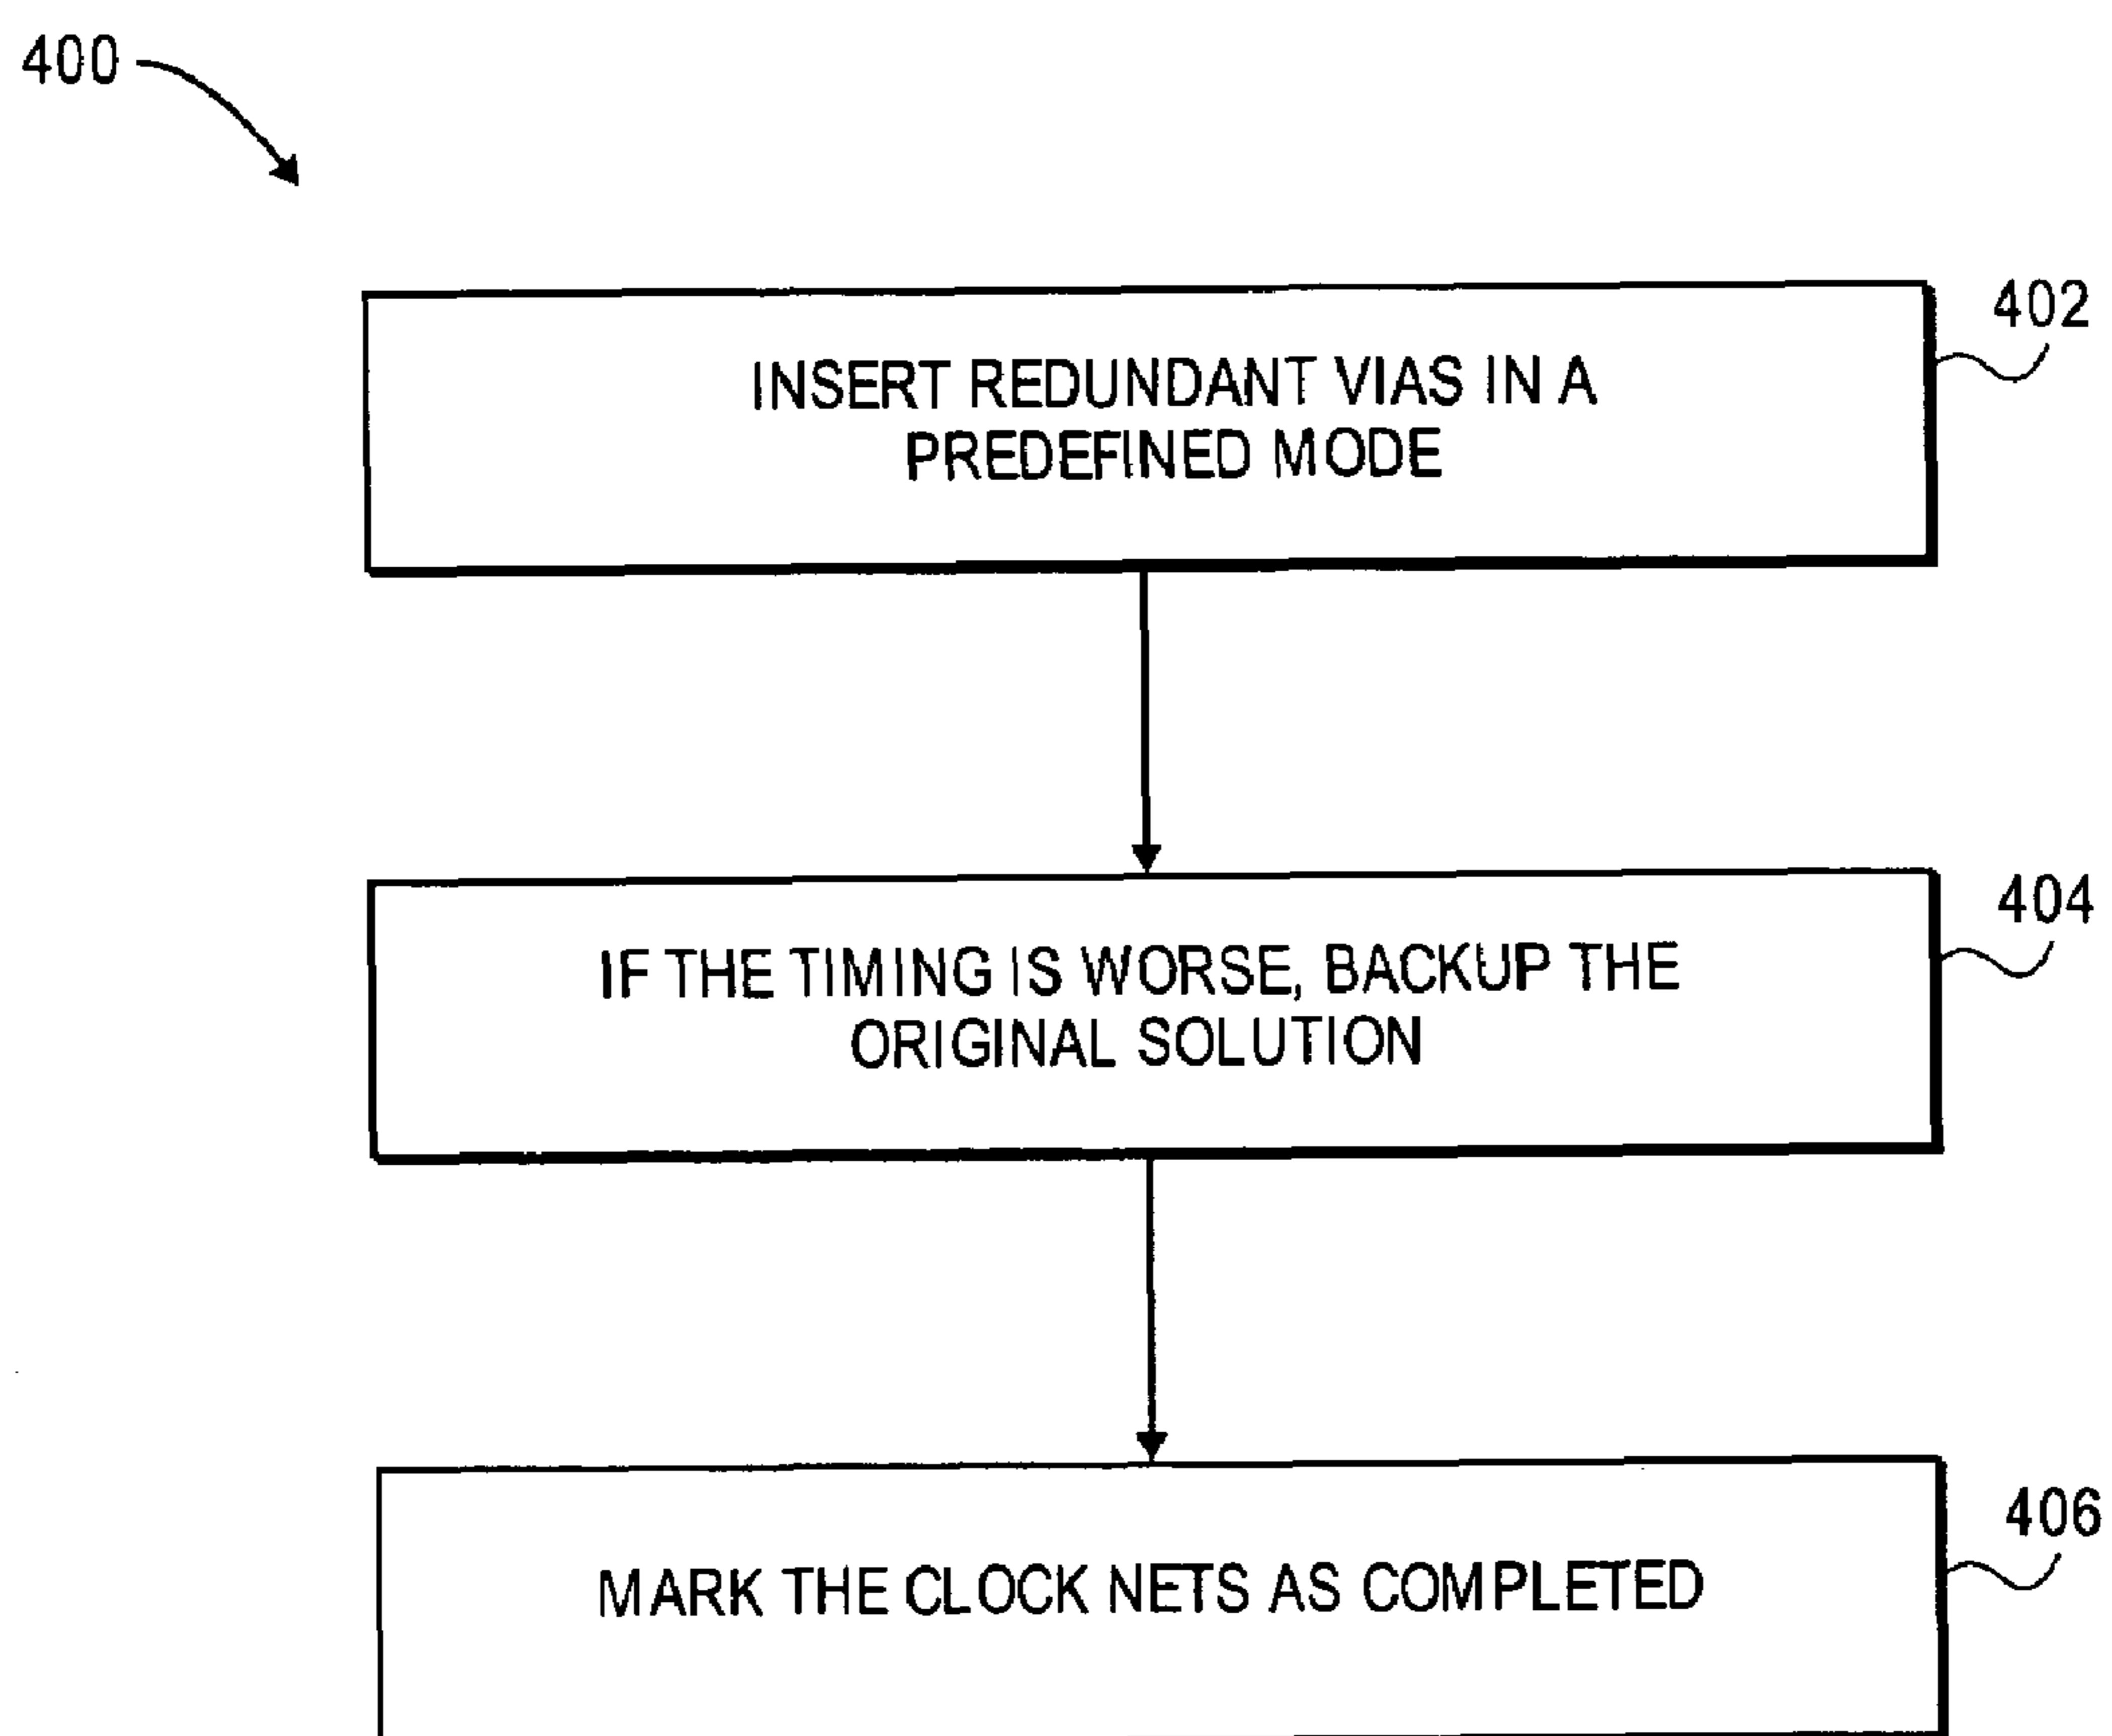 400
402
INSERT REDUNDANT VIAS IN A
PREDEFINED MODE
404
IF THE TIMING IS WORSE, BACKUP THE
ORIGINAL SOLUTION
406
MARK THE CLOCK NETS AS COMPLETED